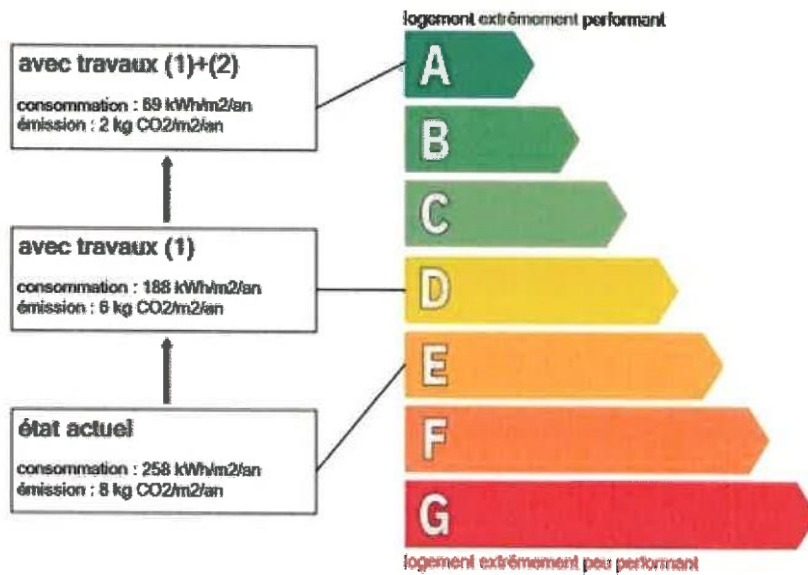 logement extrêmement performant
avec travaux (1)+(2)
consommation : 69 kWh/m2/an
émission : 2 kg CO2/m2/an
A
B
C
avec travaux (1)
consommation : 188 kWh/m2/an
émission : 6 kg CO2/m2/an
D
E
état actuel
consommation : 258 kWh/m2/an
émission : 8 kg CO2/m2/an
F
G
logement extrêmement peu performant